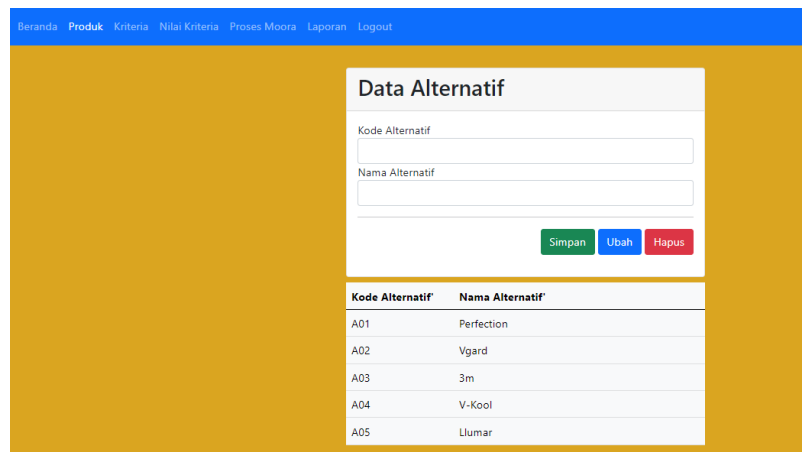 Beranda Produk Kriteria Nilai Kriteria Proses Moora Laporan Logout
Data Alternatif
Kode Alternatif
Nama Alternatif
Simpan Ubah Hapus
Kode Alternatif' Nama Alternatif'
A01 Perfection
A02 Vgard
A03 3m
A04 V-Kool
A05 Llumar